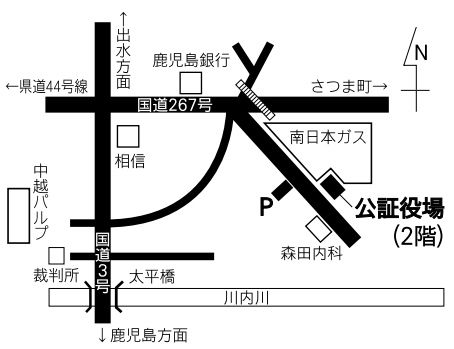 ↑出水方面
鹿児島銀行
N
←県道44号線
さつま町→
国道267号
南日本ガス
相信
中越パルプ
P
公証役場
(2階)
森田内科
国道3号
裁判所
太平橋
川内川
↓鹿児島方面